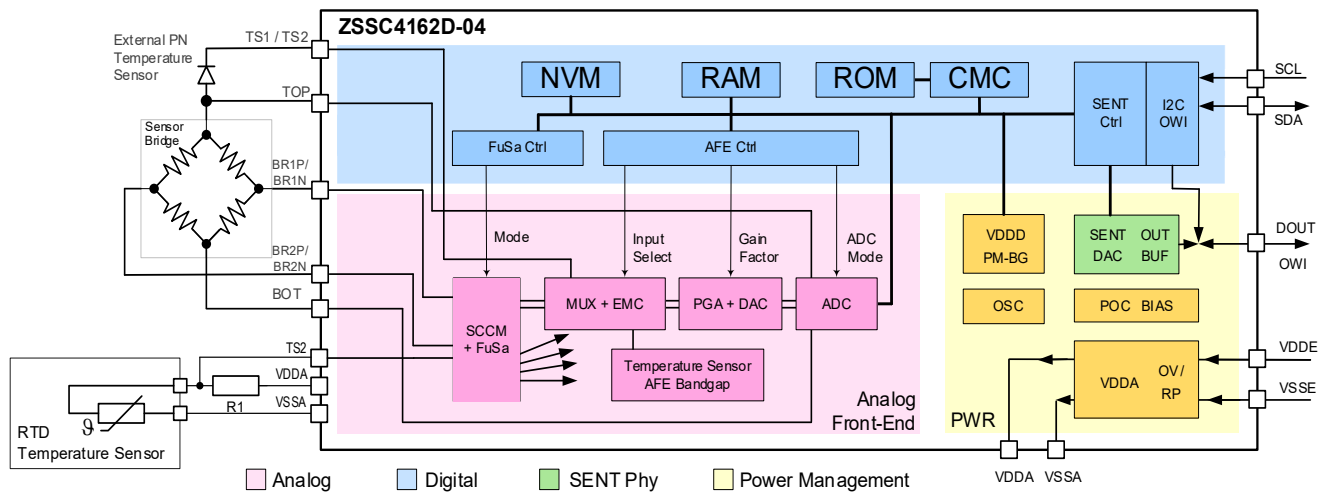 ZSSC4162D-04
External PN
Temperature
Sensor
TS1 / TS2
TOP
Sensor
Bridge
BR1P/
BR1N
BR2P/
BR2N
BOT
TS2
VDDA
R1
VSSA
ϑ
RTD
Temperature Sensor
NVM
RAM
ROM
CMC
FuSa Ctrl
AFE Ctrl
SENT
Ctrl
I2C
OWI
SCL
SDA
Mode
Input
Select
Gain
Factor
ADC
Mode
SCCM
+ FuSa
MUX + EMC
PGA + DAC
ADC
Temperature Sensor
AFE Bandgap
Analog
Front-End
VDDD
PM-BG
SENT OUT
DAC BUF
DOUT
OWI
OSC
POC BIAS
VDDA
OV /
RP
VDDE
VSSE
PWR
VDDA
VSSA
Analog
Digital
SENT Phy
Power Management